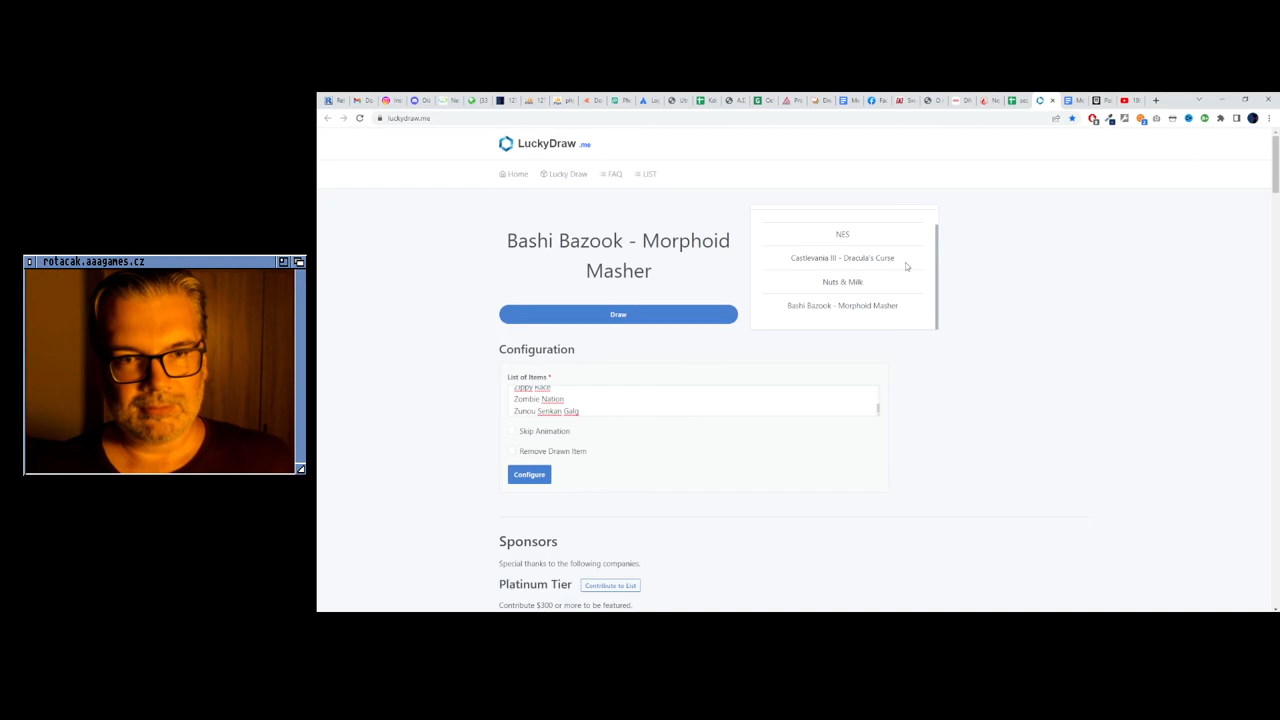 rotacak.aaagames.cz
luckydraw.me
LuckyDraw .me
Home
Lucky Draw
FAQ
LIST
Bashi Bazook - Morphoid
Masher
Draw
NES
Castlevania III - Dracula's Curse
Nuts & Milk
Bashi Bazook - Morphoid Masher
Configuration
List of Items *
Zippy Race
Zombie Nation
Zunou Senkan Galg
Skip Animation
Remove Drawn Item
Configure
Sponsors
Special thanks to the following companies.
Platinum Tier
Contribute to List
Contribute $300 or more to be featured.